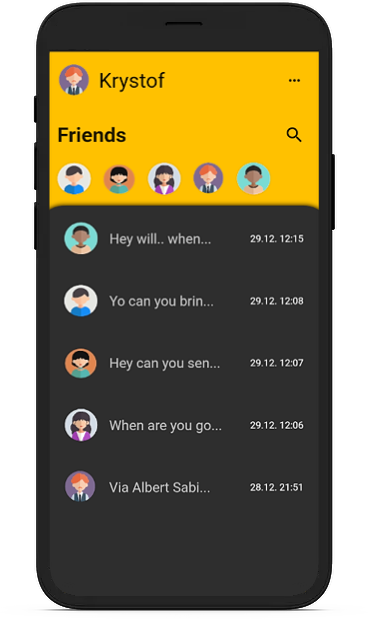 Krystof
Friends
Hey will.. when... 29.12. 12:15
Yo can you brin... 29.12. 12:08
Hey can you sen... 29.12. 12:07
When are you go... 29.12. 12:06
Via Albert Sabi... 28.12. 21:51